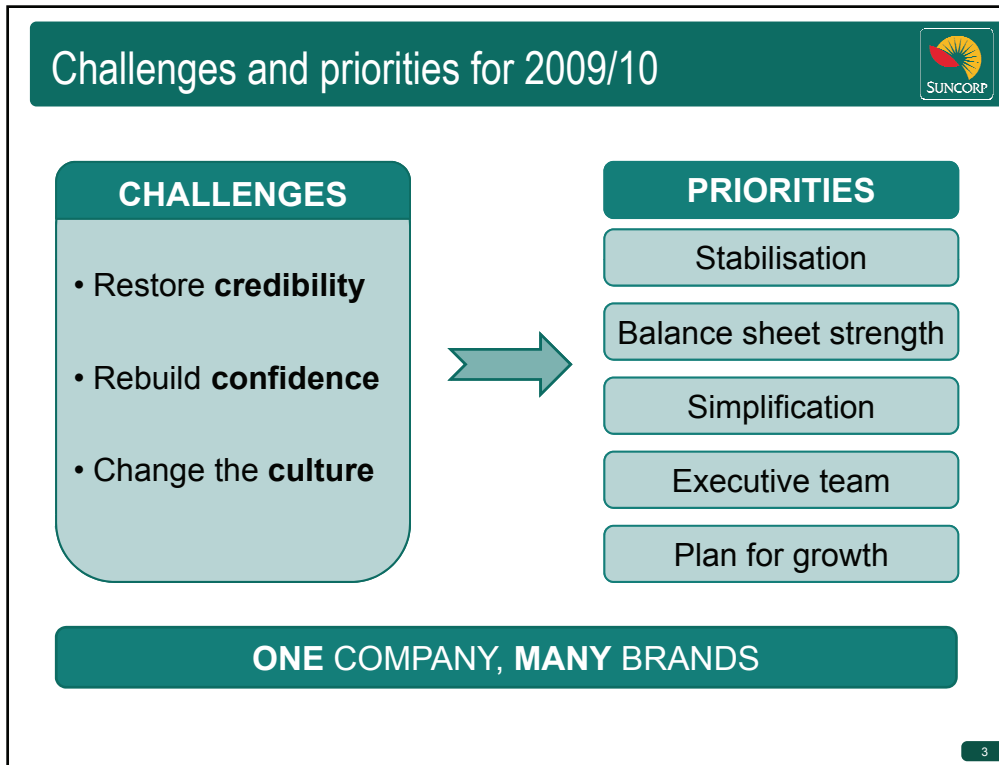 Challenges and priorities for 2009/10
SUNCORP
CHALLENGES
• Restore credibility
• Rebuild confidence
• Change the culture
PRIORITIES
Stabilisation
Balance sheet strength
Simplification
Executive team
Plan for growth
ONE COMPANY, MANY BRANDS
3